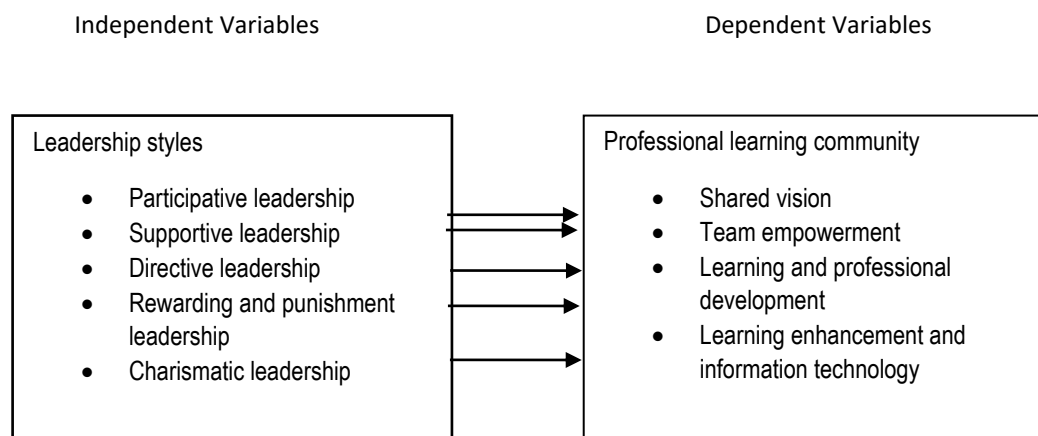 Independent Variables
Dependent Variables
Leadership styles
• Participative leadership
• Supportive leadership
• Directive leadership
• Rewarding and punishment
leadership
• Charismatic leadership
Professional learning community
• Shared vision
• Team empowerment
• Learning and professional
development
• Learning enhancement and
information technology